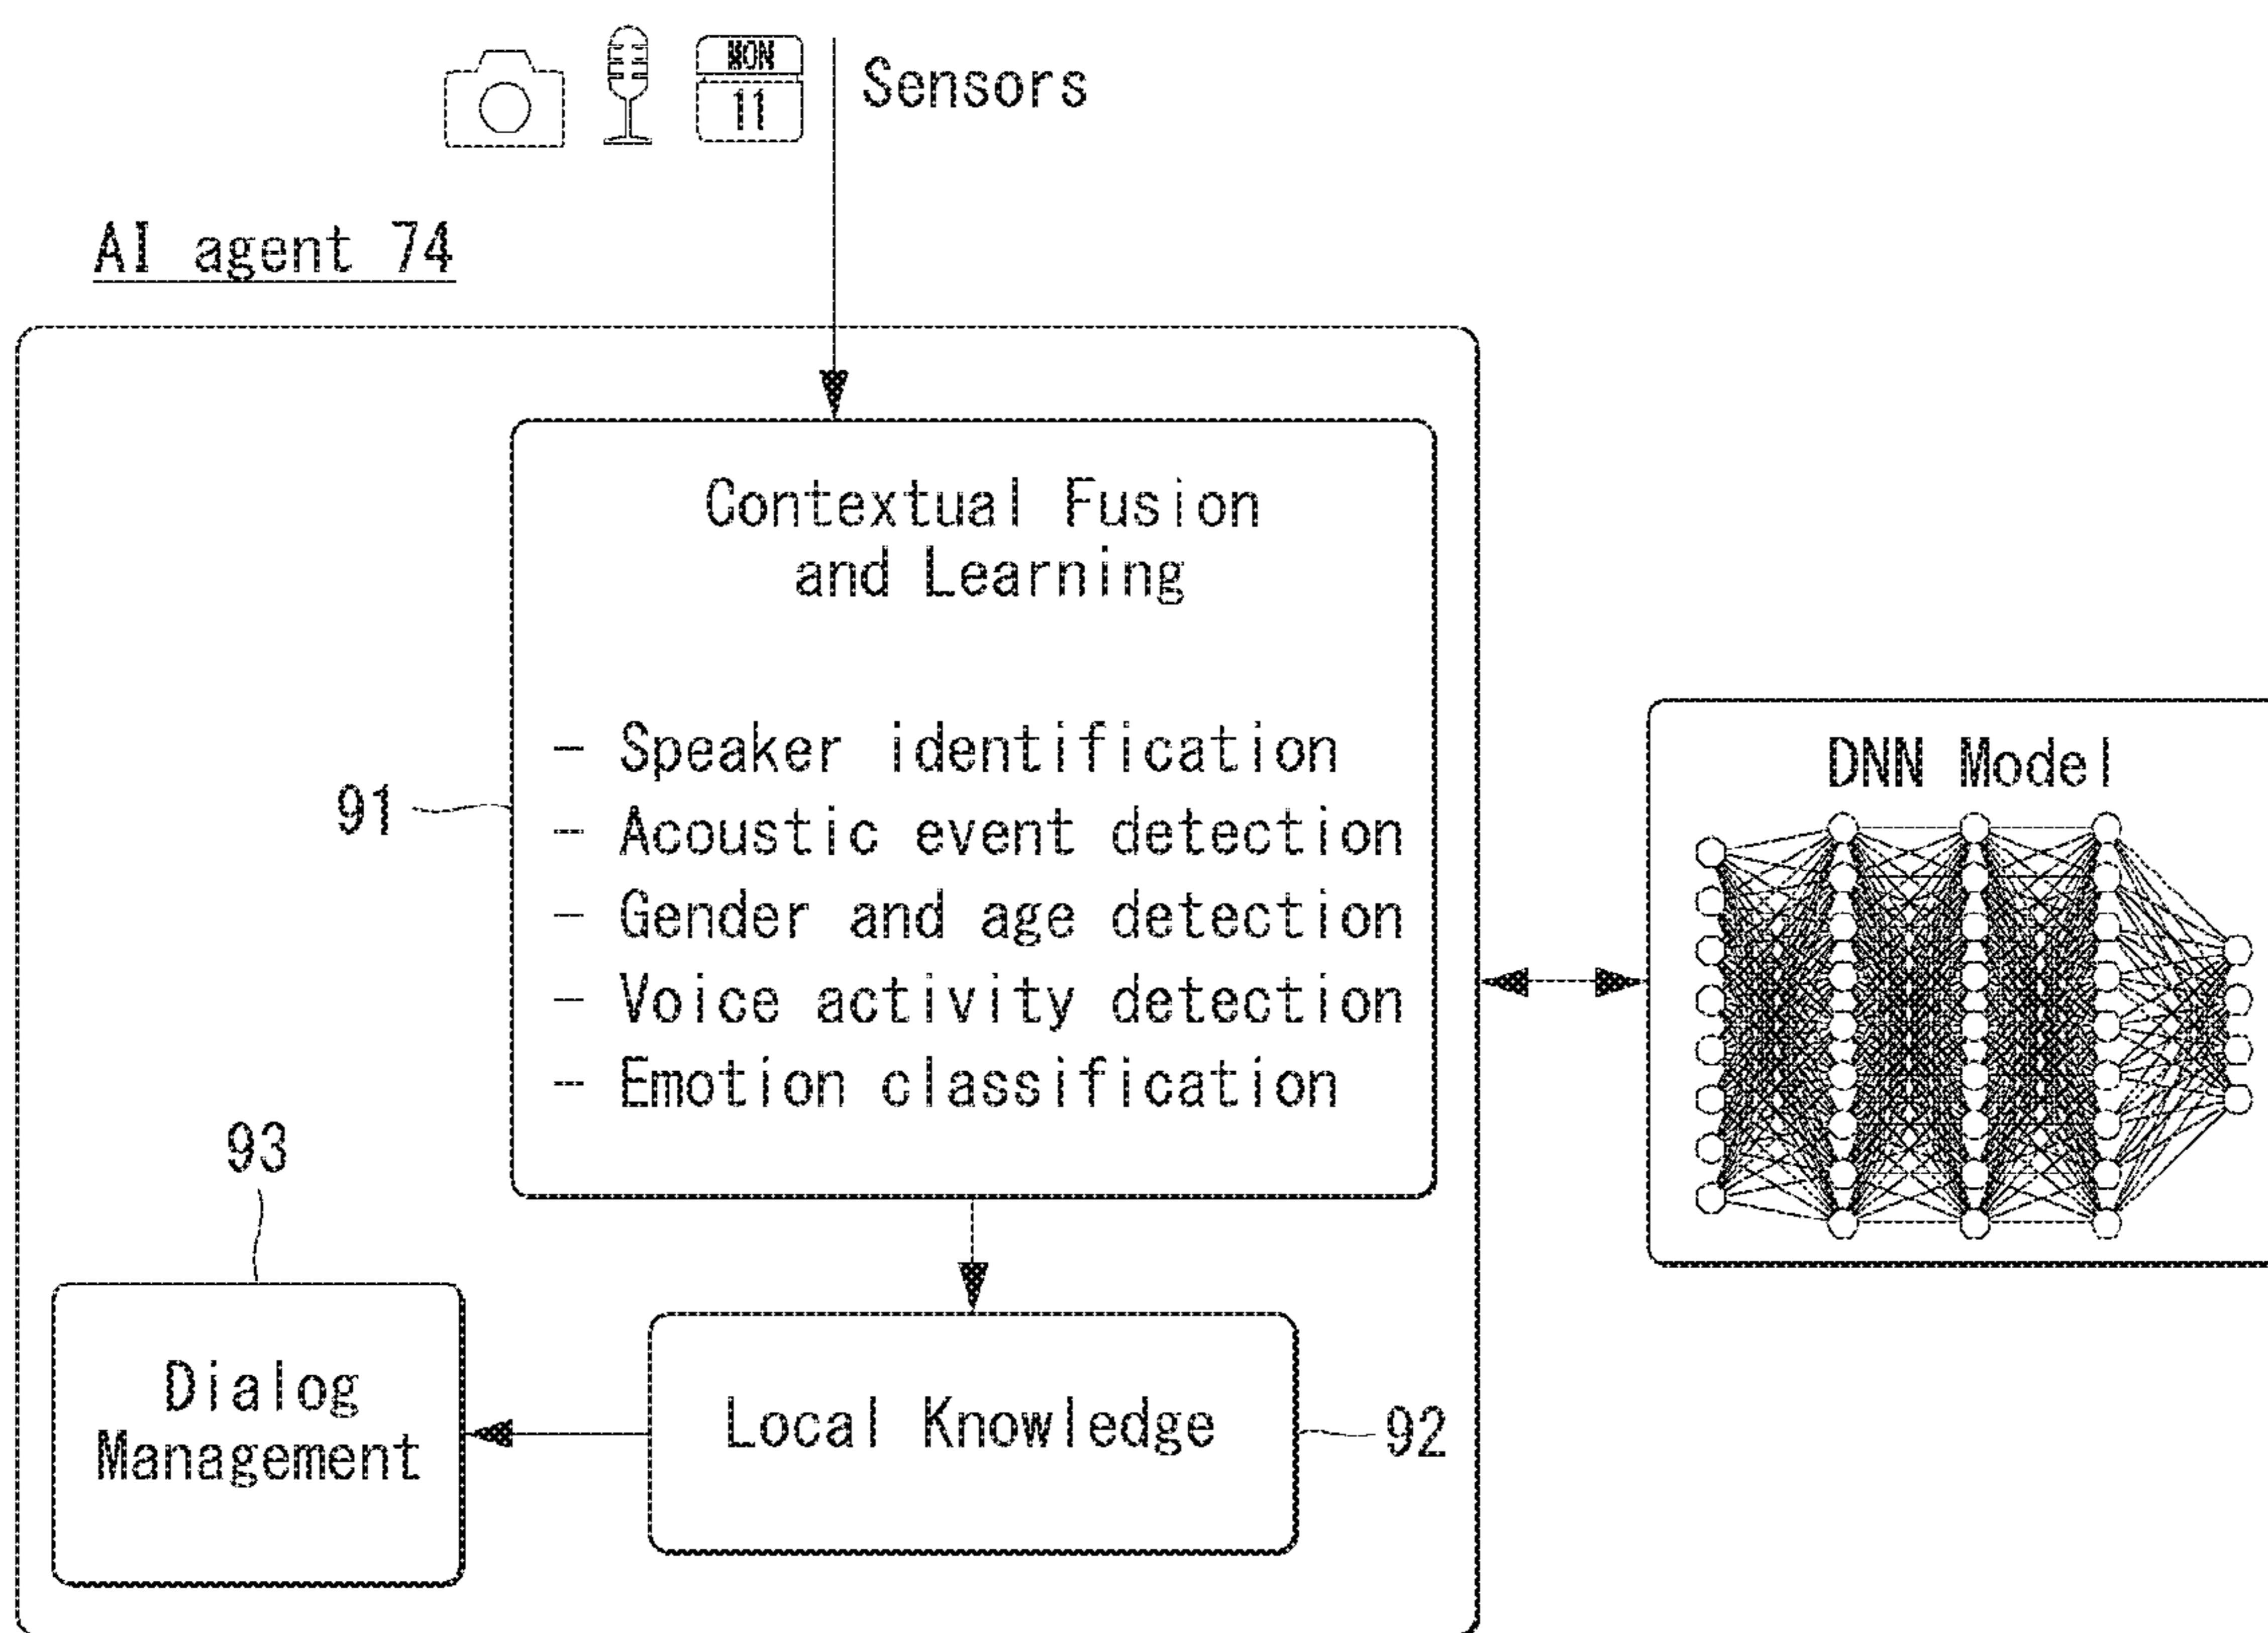 MON
11
Sensors
AI agent 74
Contextual Fusion
and Learning
- Speaker identification
- Acoustic event detection
- Gender and age detection
- Voice activity detection
- Emotion classification
91
DNN Model
93
Dialog
Management
Local Knowledge
92